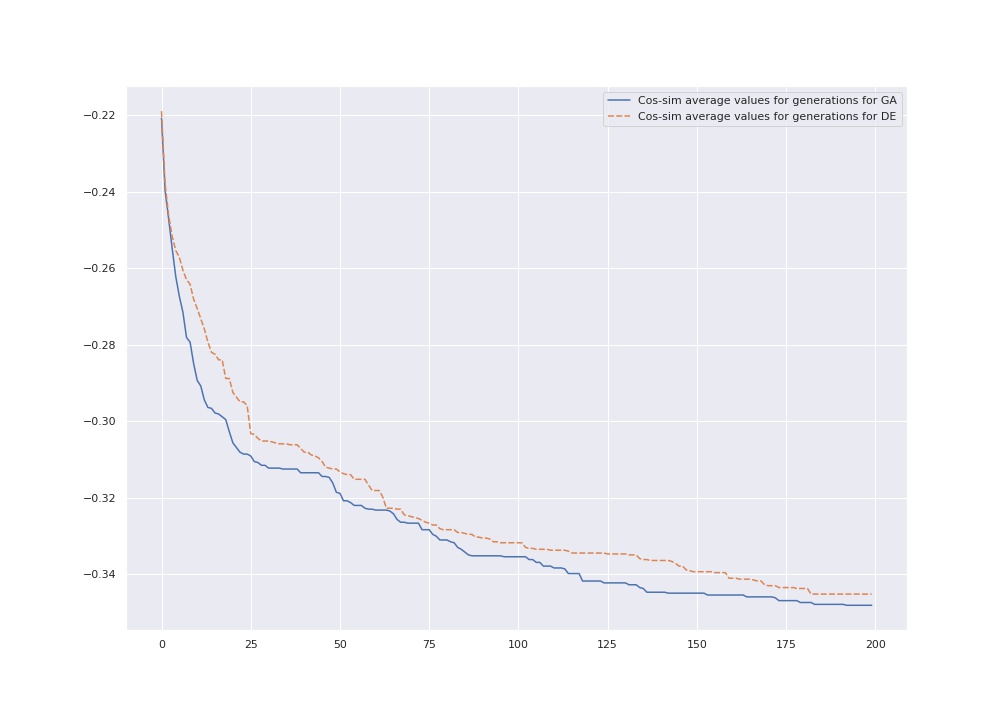 Cos-sim average values for generations for GA
Cos-sim average values for generations for DE
−0.22
−0.24
−0.26
−0.28
−0.30
−0.32
−0.34
0 25 50 75 100 125 150 175 200